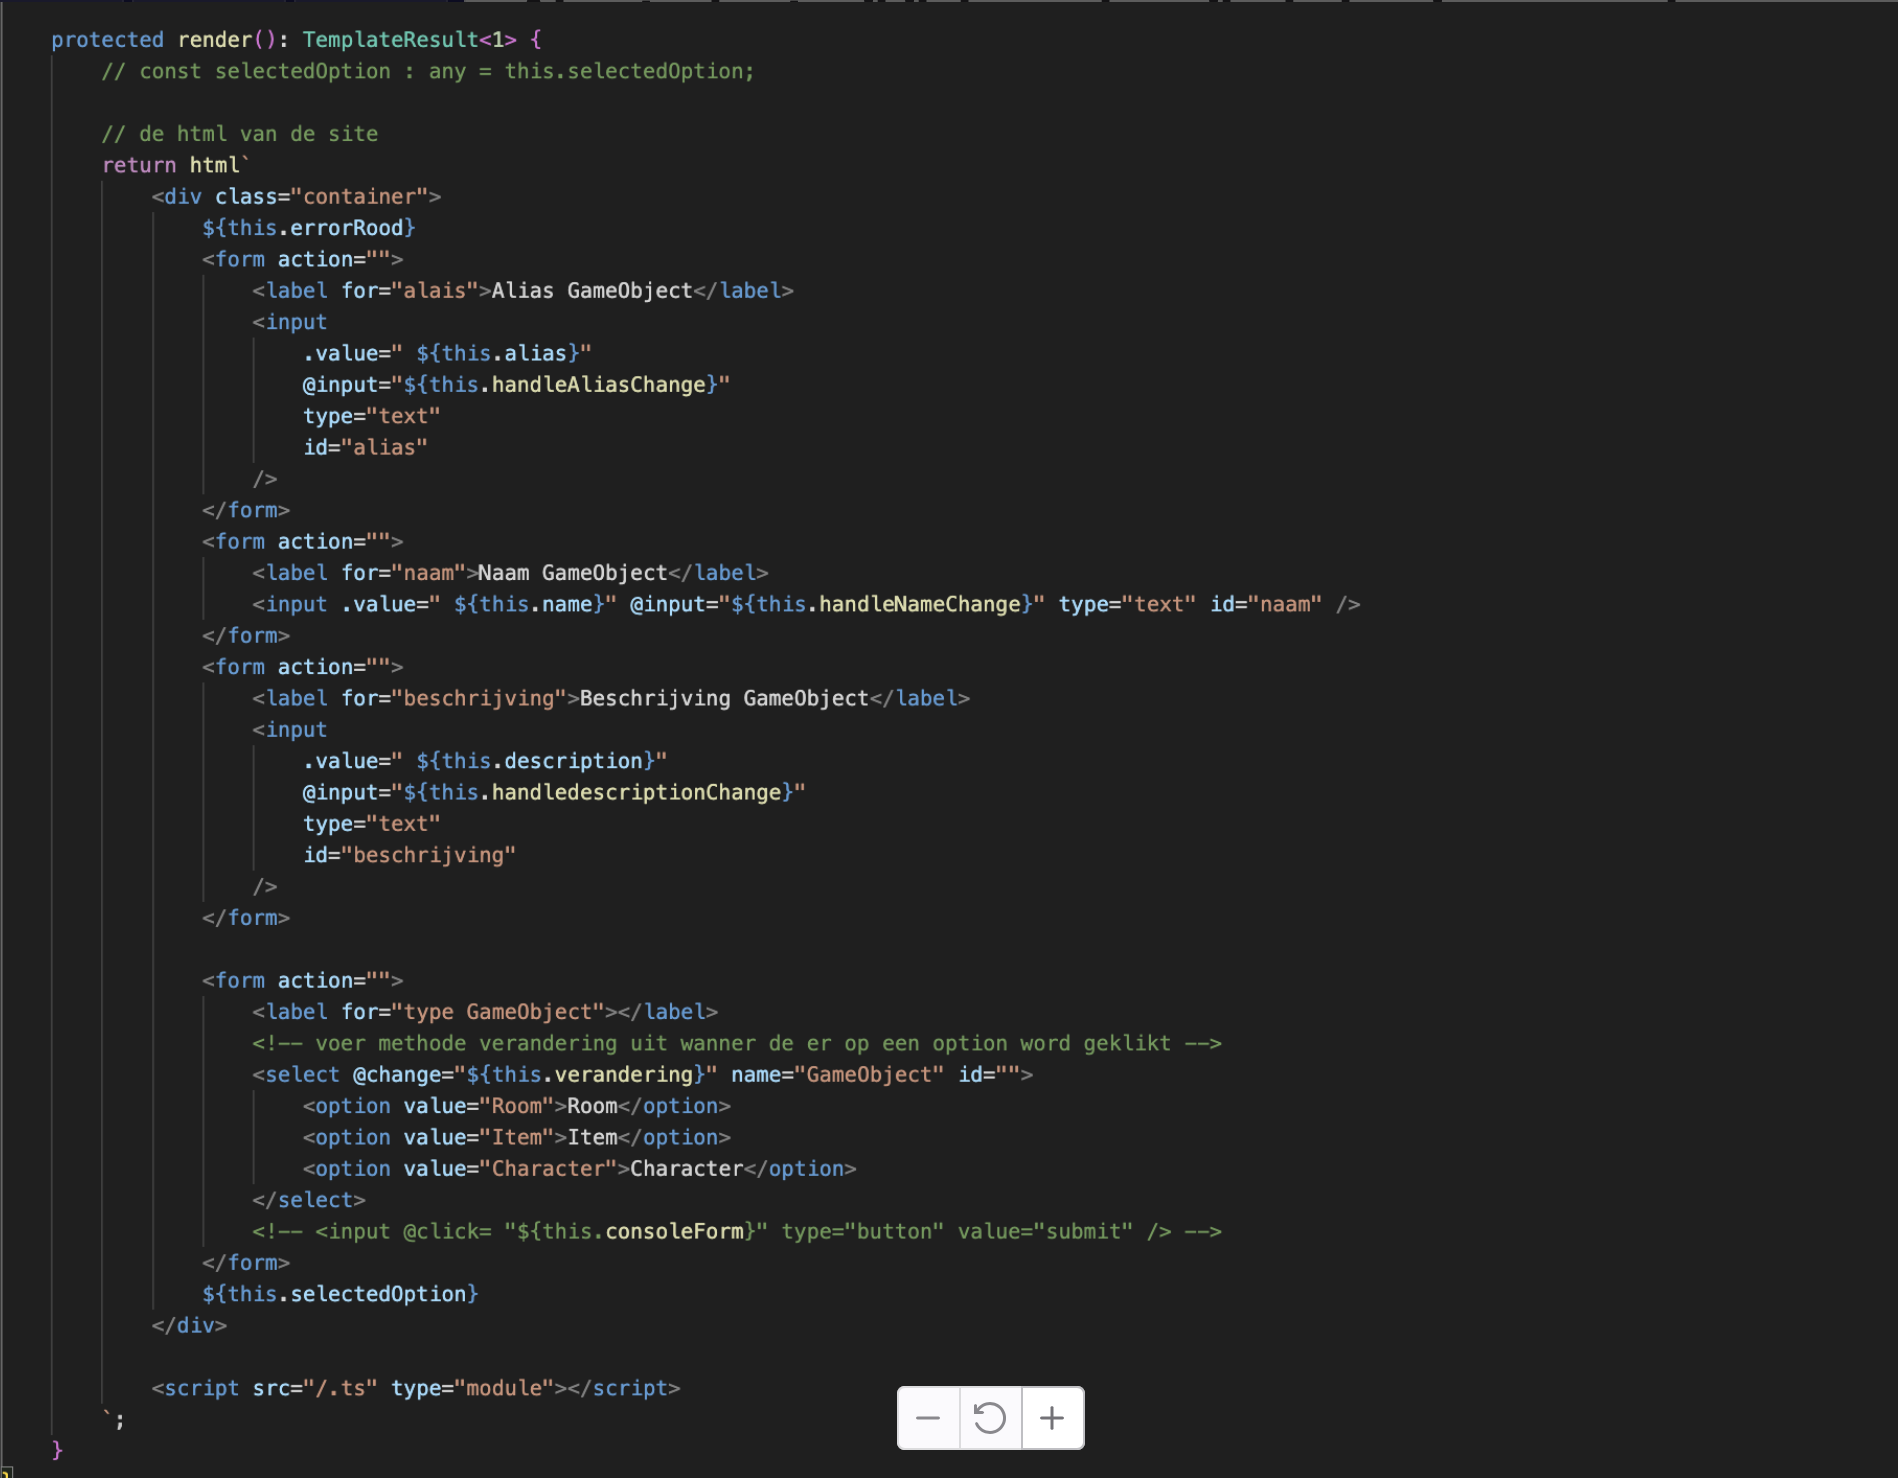 protected render(): TemplateResult<1> {
// const selectedOption : any = this.selectedOption;
// de html van de site
return html`
<div class="container">
${this.errorRood}
<form action="">
<label for="alais">Alias GameObject</label>
<input
.value=" ${this.alias}"
@input="${this.handleAliasChange}"
type="text"
id="alias"
/>
</form>
<form action="">
<label for="naam">Naam GameObject</label>
<input .value=" ${this.name}" @input="${this.handleNameChange}" type="text" id="naam" />
</form>
<form action="">
<label for="beschrijving">Beschrijving GameObject</label>
<input
.value=" ${this.description}"
@input="${this.handledescriptionChange}"
type="text"
id="beschrijving"
/>
</form>
<form action="">
<label for="type GameObject"></label>
<!-- voer methode verandering uit wanner de er op een option word geklikt -->
<select @change="${this.verandering}" name="GameObject" id="">
<option value="Room">Room</option>
<option value="Item">Item</option>
<option value="Character">Character</option>
</select>
<!-- <input @click= "${this.consoleForm}" type="button" value="submit" /> -->
</form>
${this.selectedOption}
</div>
<script src="/.ts" type="module"></script>
`;
}
}